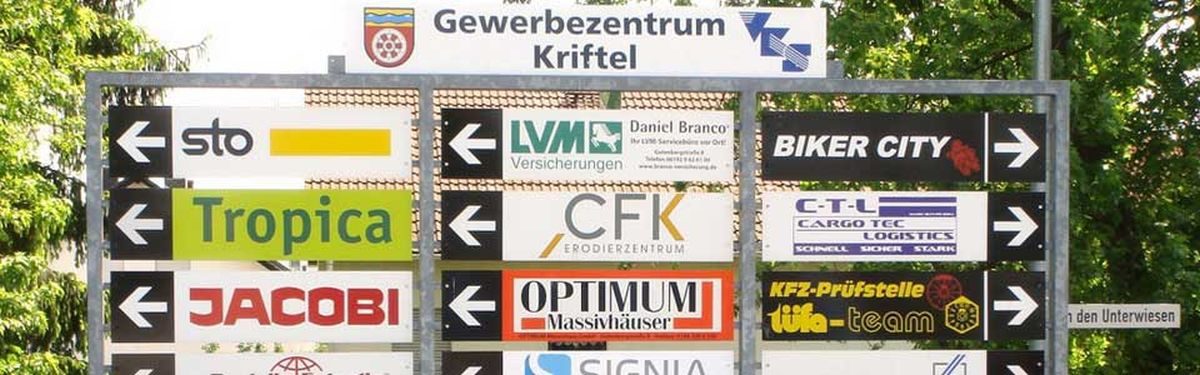 Gewerbezentrum
Kriftel
sto
LVM
Versicherungen
Daniel Branco
Ihr LVM Servicebüro vor Ort!
BIKER CITY
Tropica
CFK
ERODIERZENTRUM
C-T-L
CARGO TEC
LOGISTICS
SCHNELL SICHER STARK
JACOBI
OPTIMUM
Massivhäuser
KFZ-Prüfstelle
tüfa-team
n den Unterwiesen
SIGNIA